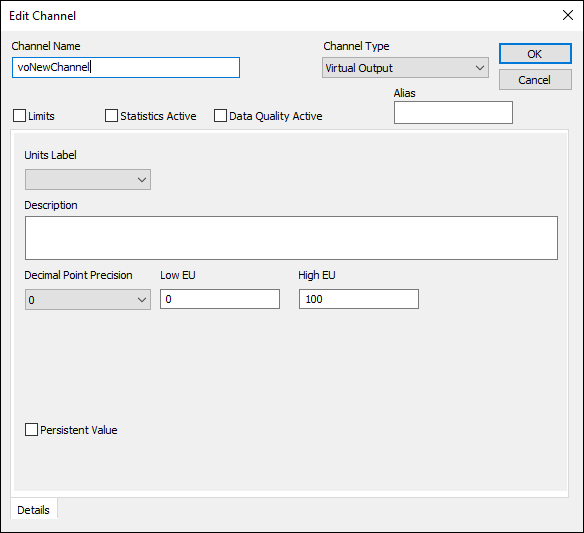 Edit Channel
Channel Name
Channel Type
voNewChannel
Virtual Output
OK
Cancel
Alias
Limits
Statistics Active
Data Quality Active
Units Label
Description
Decimal Point Precision
Low EU
High EU
0
0
100
Persistent Value
Details